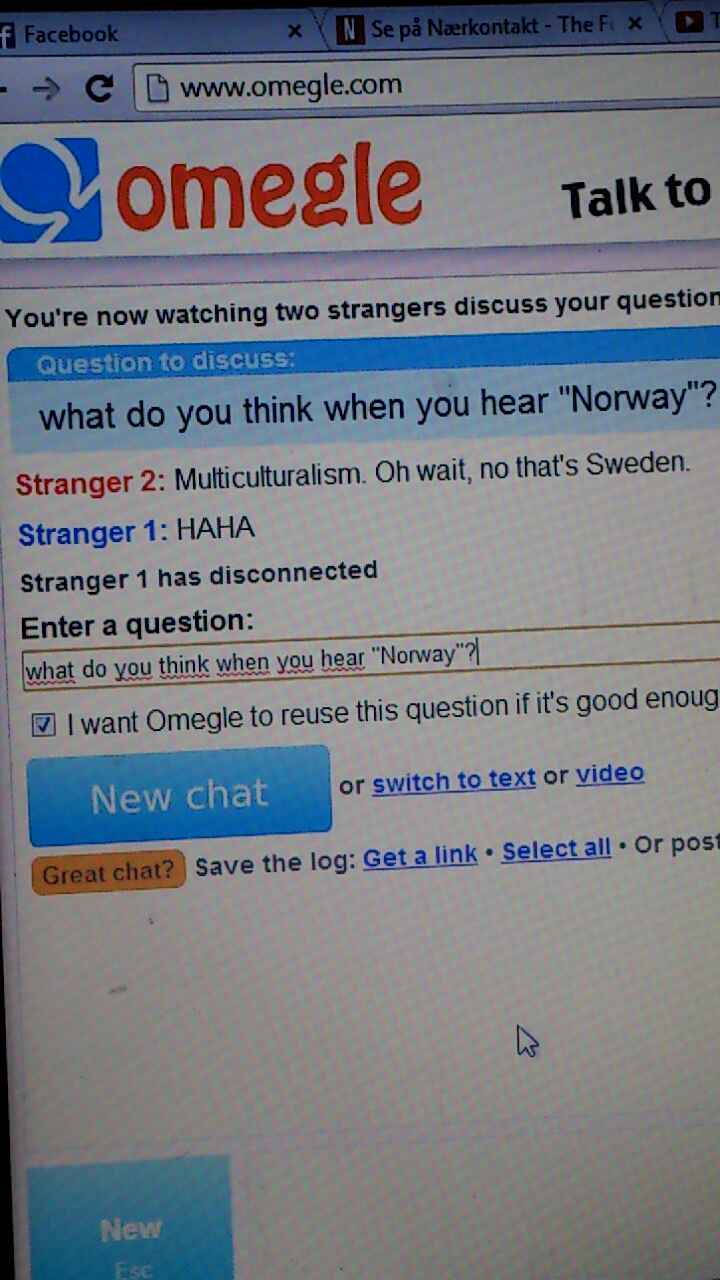 Facebook
Se på Nærkontakt - The F
www.omegle.com
omegle
Talk to
You're now watching two strangers discuss your question
Question to discuss:
what do you think when you hear "Norway"?
Stranger 2: Multiculturalism. Oh wait, no that's Sweden.
Stranger 1: HAHA
Stranger 1 has disconnected
Enter a question:
what do you think when you hear "Norway"?
I want Omegle to reuse this question if it's good enoug
New chat or switch to text or video
Great chat? Save the log: Get a link • Select all • Or post
New
Esc